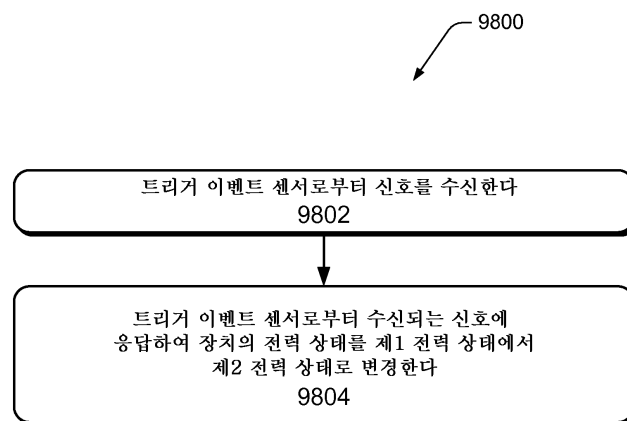 9800
트리거 이벤트 센서로부터 신호를 수신한다
9802
트리거 이벤트 센서로부터 수신되는 신호에
응답하여 장치의 전력 상태를 제1 전력 상태에서
제2 전력 상태로 변경한다
9804